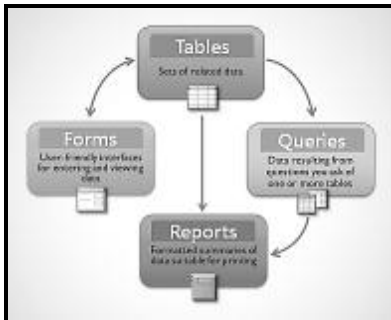 Tables
Sets of related data
Forms
User-friendly interfaces
for entering and viewing
data
Queries
Data resulting from
questions you ask of
one or more tables
Reports
Formatted summaries of
data suitable for printing